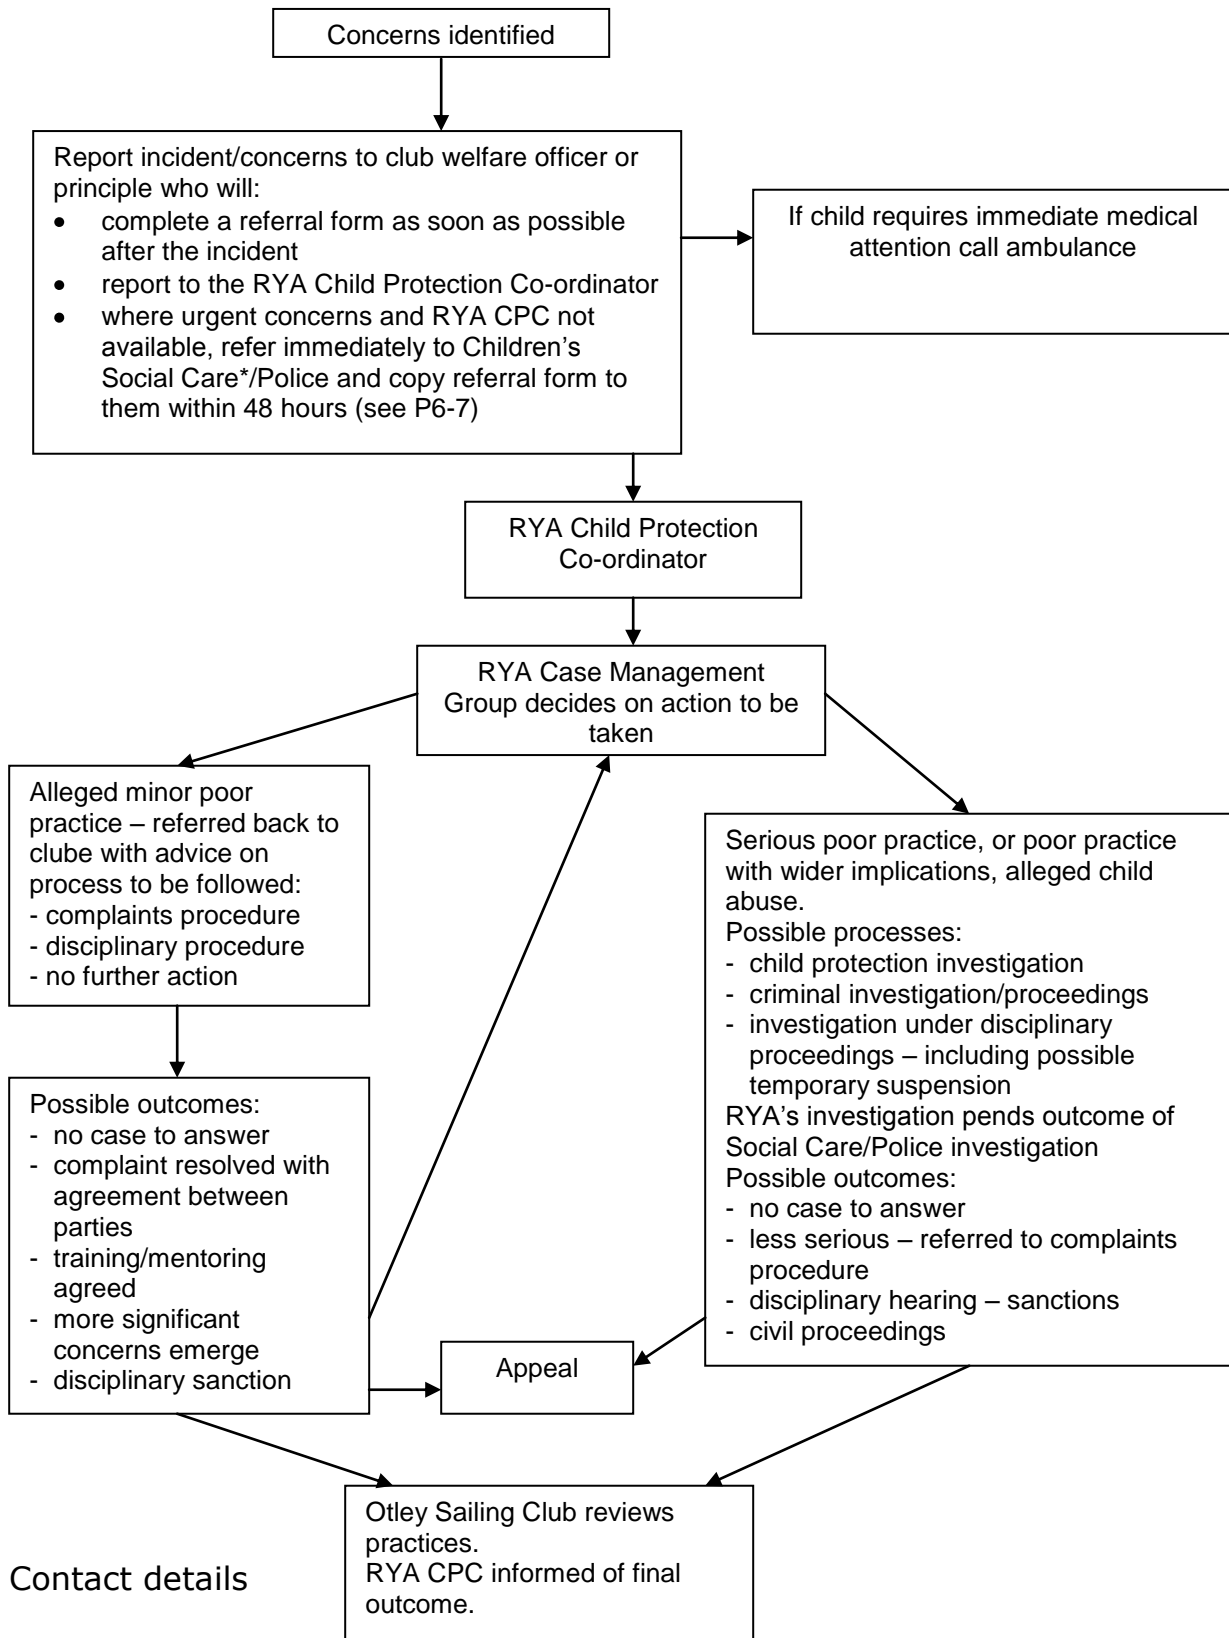 Concerns identified
Report incident/concerns to club welfare officer or
principle who will:
• complete a referral form as soon as possible
after the incident
• report to the RYA Child Protection Co-ordinator
• where urgent concerns and RYA CPC not
available, refer immediately to Children’s
Social Care*/Police and copy referral form to
them within 48 hours (see P6-7)
If child requires immediate medical
attention call ambulance
RYA Child Protection
Co-ordinator
RYA Case Management
Group decides on action to be
taken
Alleged minor poor
practice – referred back to
clube with advice on
process to be followed:
- complaints procedure
- disciplinary procedure
- no further action
Serious poor practice, or poor practice
with wider implications, alleged child
abuse.
Possible processes:
- child protection investigation
- criminal investigation/proceedings
- investigation under disciplinary
proceedings – including possible
temporary suspension
RYA’s investigation pends outcome of
Social Care/Police investigation
Possible outcomes:
- no case to answer
- less serious – referred to complaints
procedure
- disciplinary hearing – sanctions
- civil proceedings
Possible outcomes:
- no case to answer
- complaint resolved with
agreement between
parties
- training/mentoring
agreed
- more significant
concerns emerge
- disciplinary sanction
Appeal
Otley Sailing Club reviews
practices.
RYA CPC informed of final
outcome.
Contact details